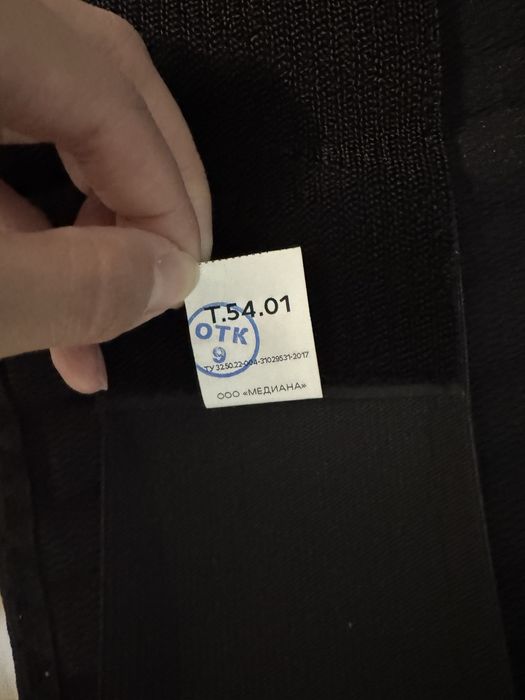 Т.54.01
ОТК
9
ТУ 32.50.22-004-31029531-2017
ООО «МЕДИАНА»